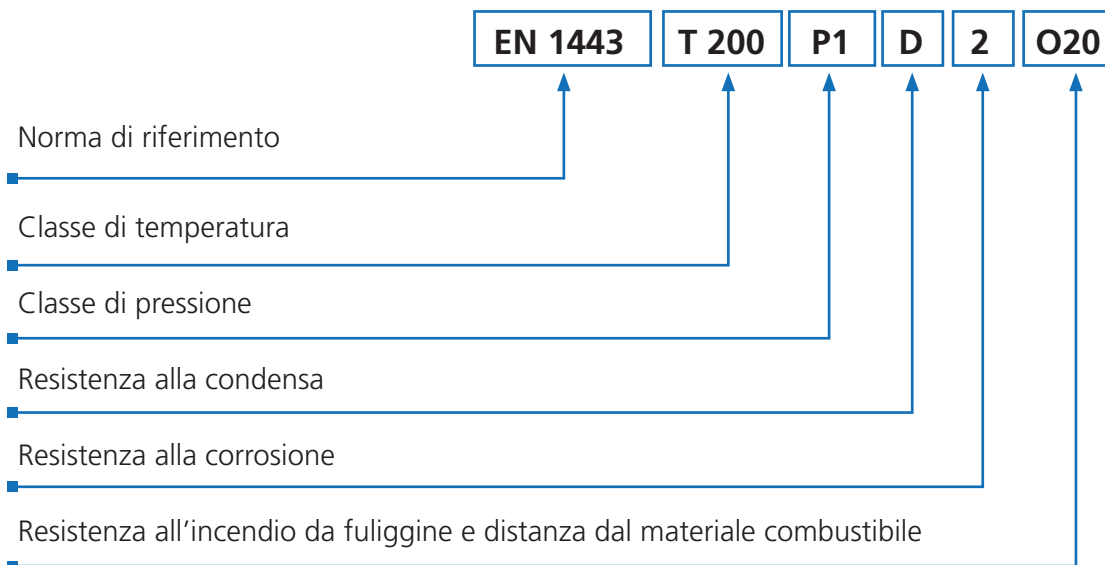 EN 1443 T 200 P1 D 2 O20
Norma di riferimento
Classe di temperatura
Classe di pressione
Resistenza alla condensa
Resistenza alla corrosione
Resistenza all’incendio da fuliggine e distanza dal materiale combustibile